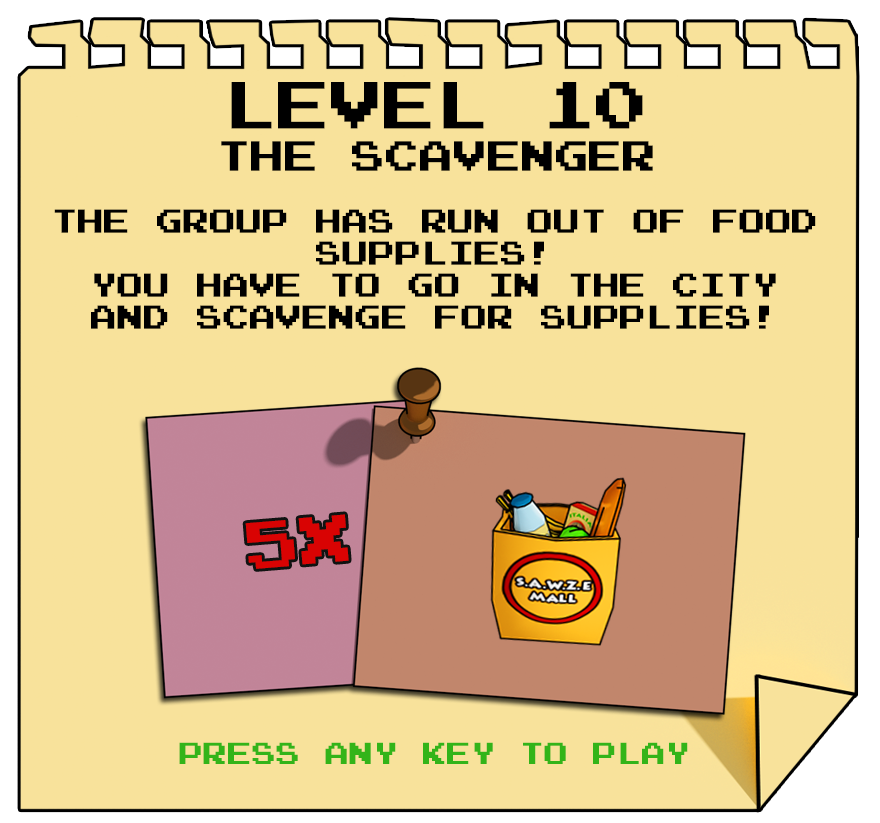 LEVEL 10
THE SCAVENGER
THE GROUP HAS RUN OUT OF FOOD
SUPPLIES!
YOU HAVE TO GO IN THE CITY
AND SCAVENGE FOR SUPPLIES!
5X
ITALIA
S.A.W.Z.E
MALL
PRESS ANY KEY TO PLAY